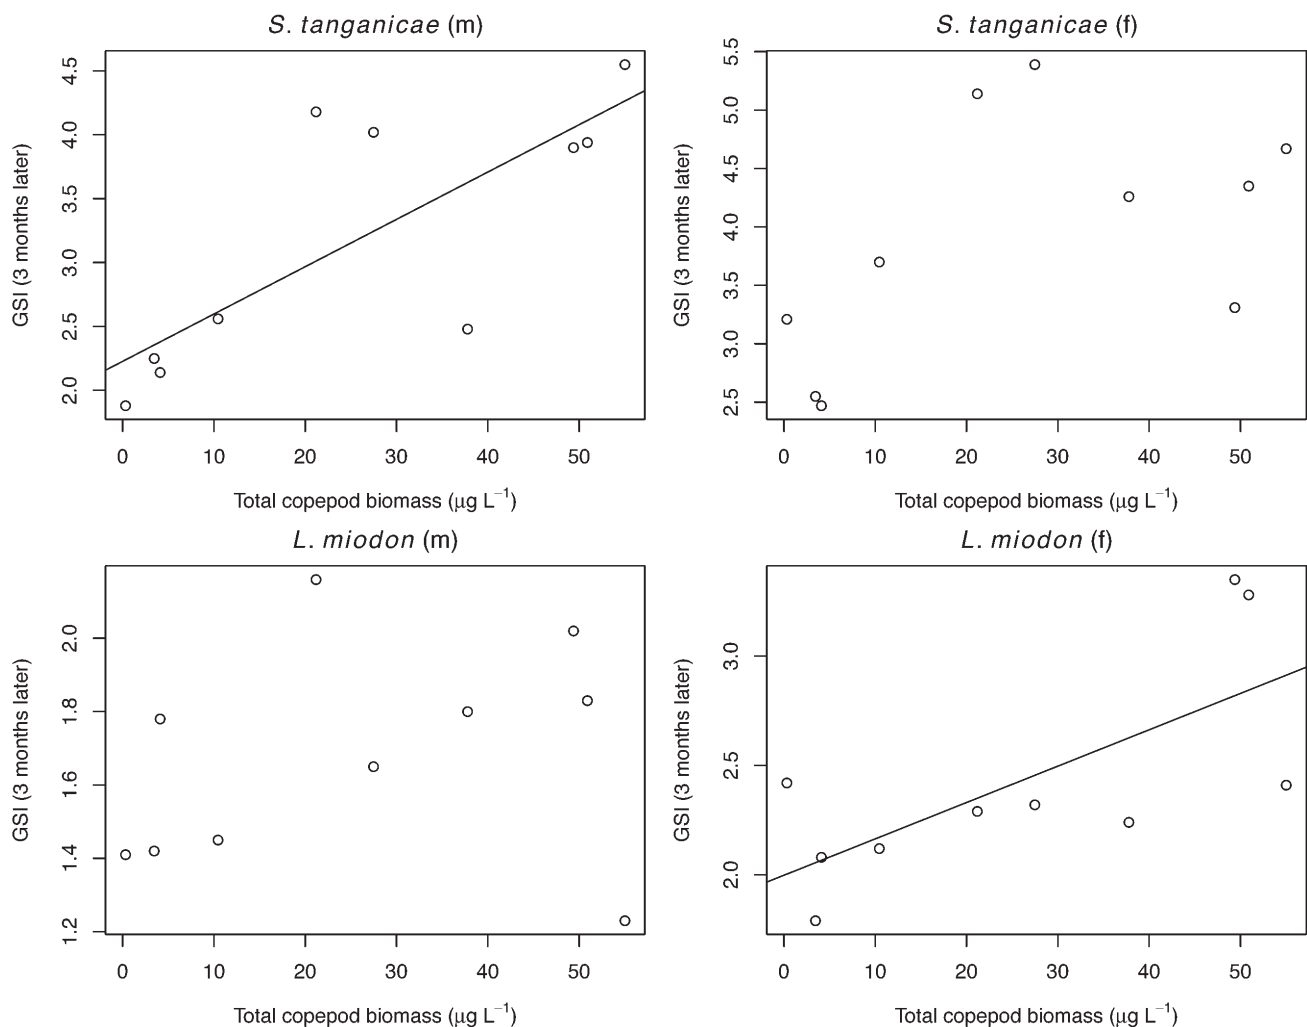 S. tanganicae (m)
GSI (3 months later)
4.5
4.0
3.5
3.0
2.5
2.0
0 10 20 30 40 50
Total copepod biomass (μg L⁻¹)
S. tanganicae (f)
GSI (3 months later)
5.5
5.0
4.5
4.0
3.5
3.0
2.5
0 10 20 30 40 50
Total copepod biomass (μg L⁻¹)
L. miodon (m)
GSI (3 months later)
2.0
1.8
1.6
1.4
1.2
0 10 20 30 40 50
Total copepod biomass (μg L⁻¹)
L. miodon (f)
GSI (3 months later)
3.0
2.5
2.0
0 10 20 30 40 50
Total copepod biomass (μg L⁻¹)